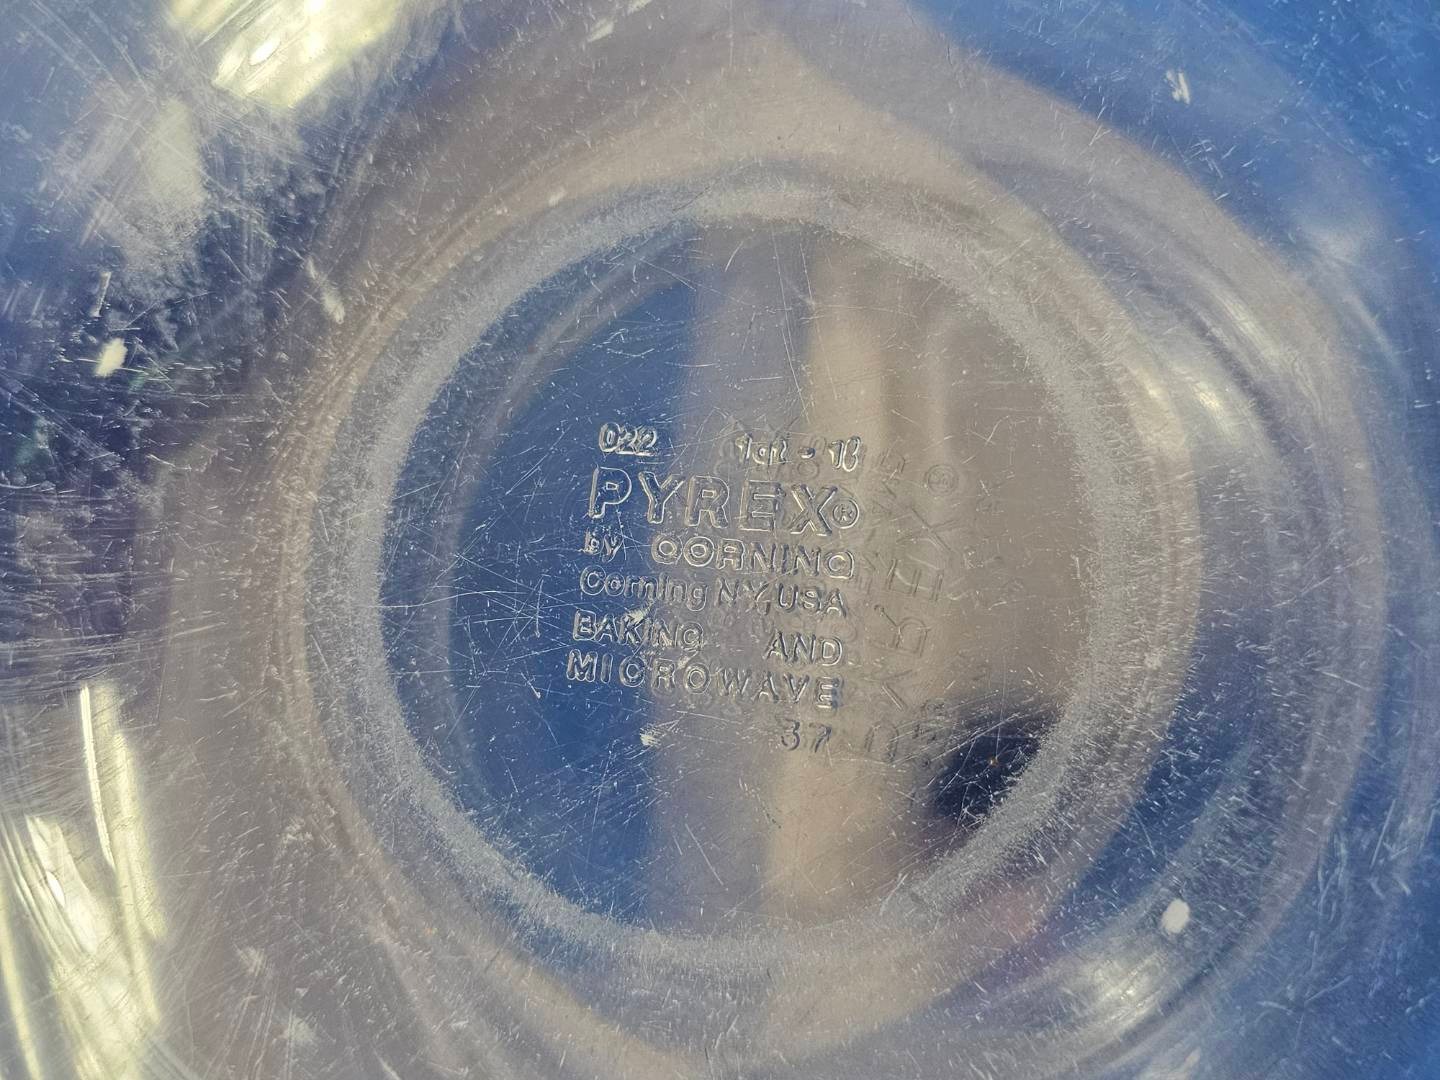 022 1qt - 1ℓ
PYREX®
by CORNING
Corning NY, USA
BAKING AND
MICROWAVE
37